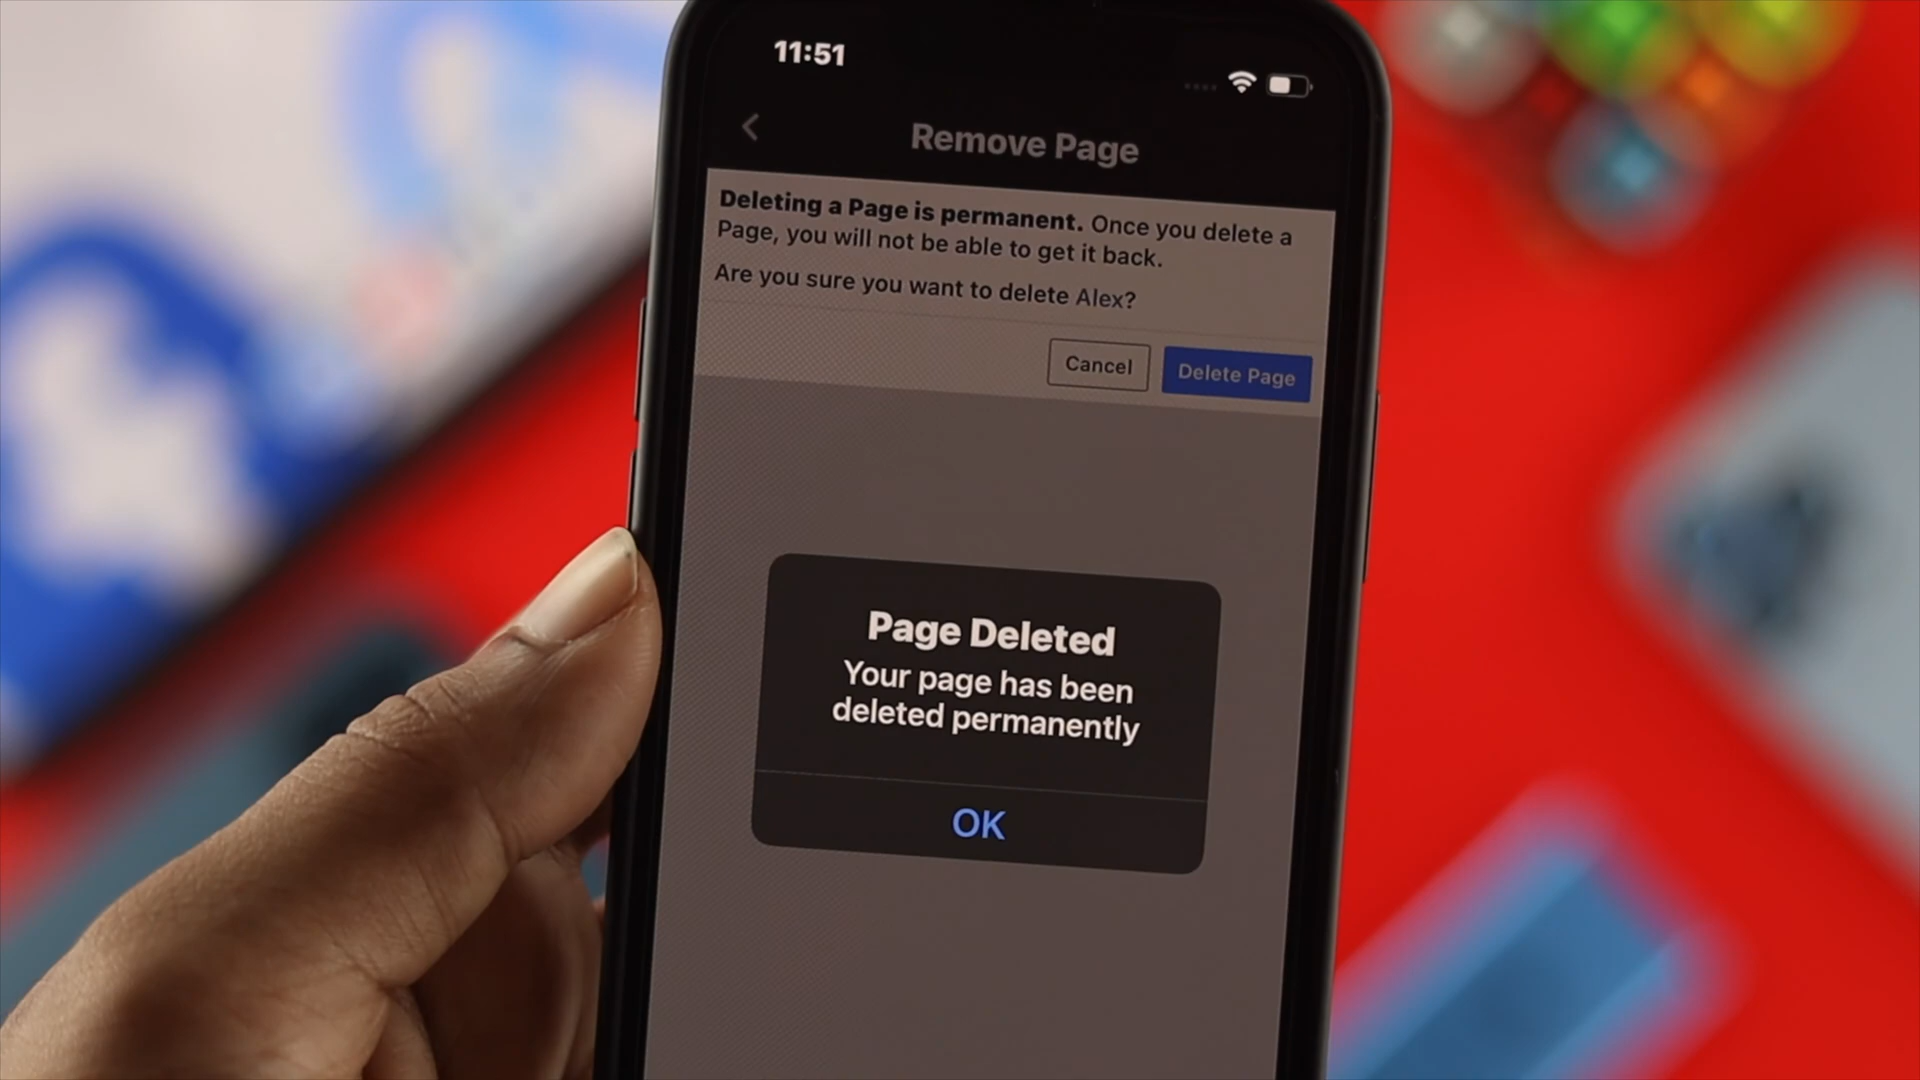 11:51
Remove Page
Deleting a Page is permanent. Once you delete a
Page, you will not be able to get it back.
Are you sure you want to delete Alex?
Cancel
Delete Page
Page Deleted
Your page has been
deleted permanently
OK